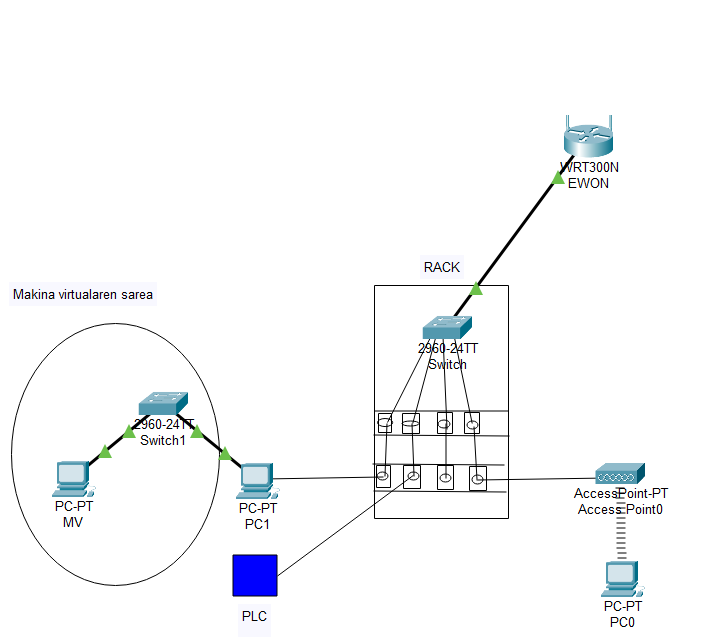 WRT300N
EWON
RACK
Makina virtualaren sarea
2960-24TT
Switch
2960-24TT
Switch1
PC-PT
MV
PC-PT
PC1
AccessPoint-PT
Access Point0
PLC
PC-PT
PC0